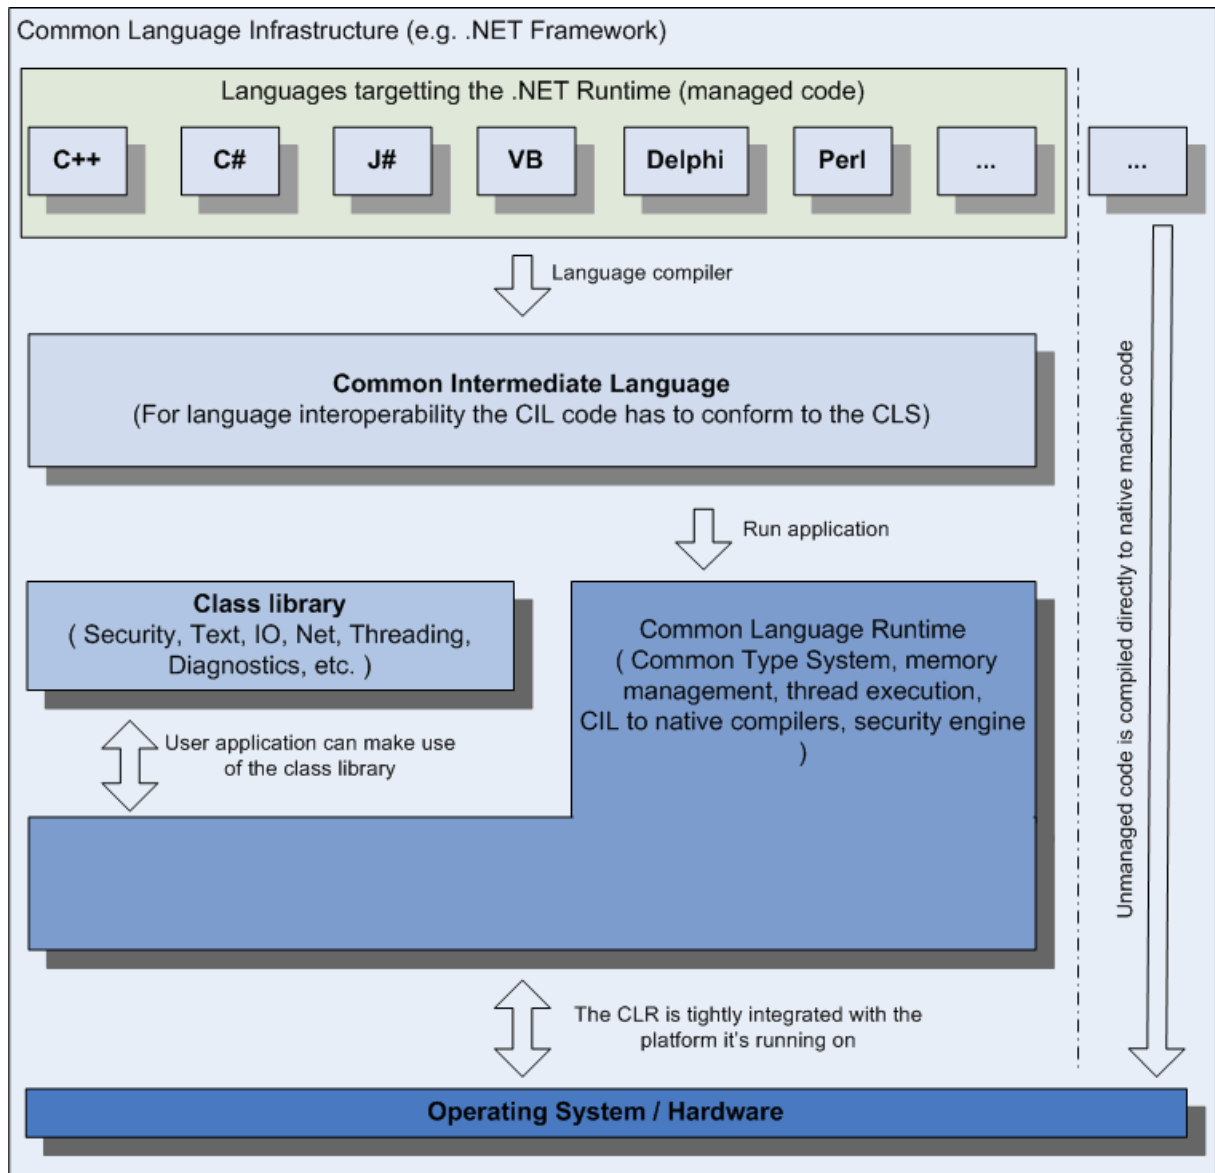 Common Language Infrastructure (e.g. .NET Framework)
Languages targetting the .NET Runtime (managed code)
C++
C#
J#
VB
Delphi
Perl
...
...
Language compiler
Common Intermediate Language
(For language interoperability the CIL code has to conform to the CLS)
Run application
Class library
( Security, Text, IO, Net, Threading,
Diagnostics, etc. )
Common Language Runtime
( Common Type System, memory
management, thread execution,
CIL to native compilers, security engine
)
User application can make use
of the class library
The CLR is tightly integrated with the
platform it's running on
Unmanaged code is compiled directly to native machine code
Operating System / Hardware